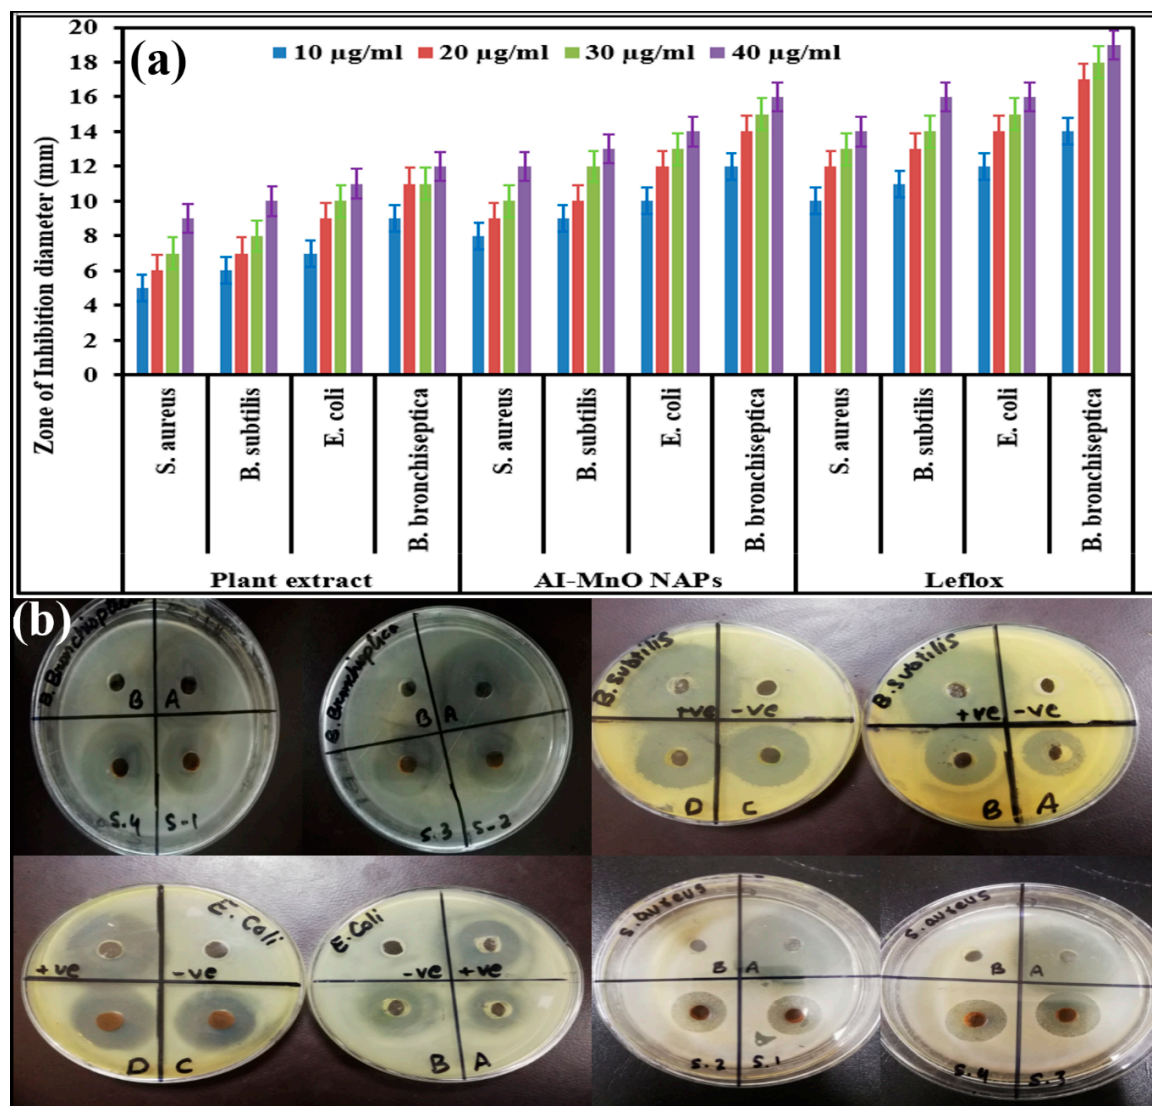 20
(a)
10 µg/ml 20 µg/ml 30 µg/ml 40 µg/ml
18
16
14
12
10
8
6
4
2
0
Zone of Inhibition diameter (mm)
S. aureus B. subtilis E. coli B. bronchiseptica S. aureus B. subtilis E. coli B. bronchiseptica S. aureus B. subtilis E. coli B. bronchiseptica
Plant extract AI-MnO NAPs Leflox
(b)
B A
S.4 S-1
B A
S.3 S-2
B. subtilis
+ve -ve
D C
B. subtilis
+ve -ve
B A
E. Coli
+ve -ve
D C
E. Coli
-ve +ve
B A
S. aureus
B A
S.2 S.1
S. aureus
B A
S.4 S.3